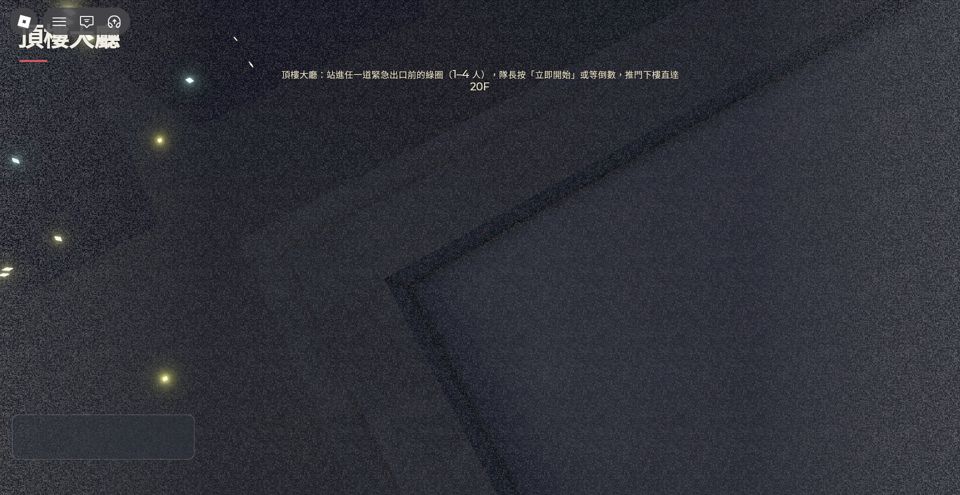 頂樓大廳
頂樓大廳：站進任一道緊急出口前的綠圈（1–4 人），隊長按「立即開始」或等倒數，推門下樓直達
20F